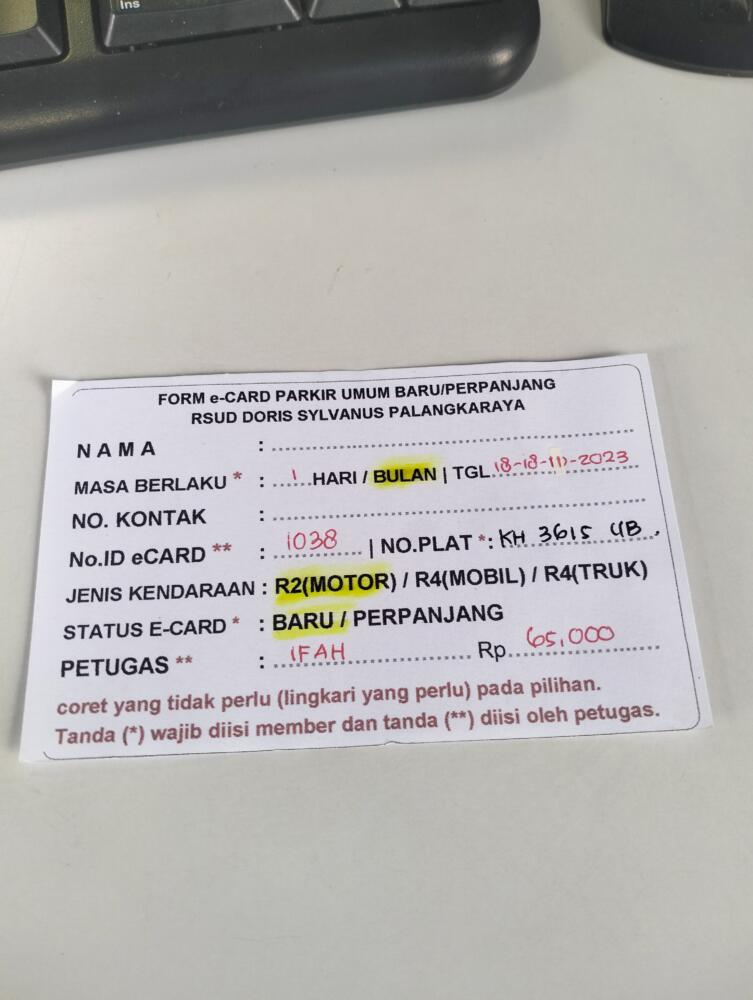 Ins
FORM e-CARD PARKIR UMUM BARU/PERPANJANG
RSUD DORIS SYLVANUS PALANGKARAYA
NAMA : ........................................
MASA BERLAKU * : 1 HARI / BULAN | TGL 18-18-11-2023
NO. KONTAK : ........................................
No.ID eCARD ** : 1038 | NO.PLAT *: KH 3615 UB
JENIS KENDARAAN : R2(MOTOR) / R4(MOBIL) / R4(TRUK)
STATUS E-CARD * : BARU / PERPANJANG
PETUGAS ** : IFAH Rp. 65,000
coret yang tidak perlu (lingkari yang perlu) pada pilihan.
Tanda (*) wajib diisi member dan tanda (**) diisi oleh petugas.